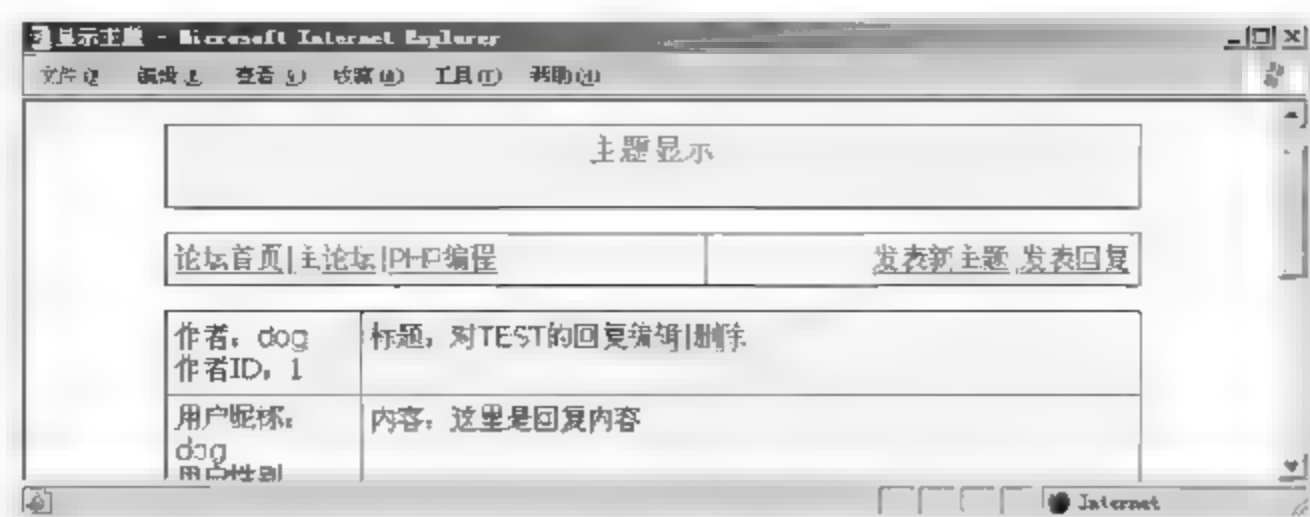 显示主题 - Microsoft Internet Explorer
文件(F) 编辑(E) 查看(V) 收藏(A) 工具(T) 帮助(H)
主题显示
论坛首页|主论坛|PHP编程 发表新主题 发表回复
作者：dog 标题：对TEST的回复编辑|删除
作者ID：1
用户昵称： 内容：这里是回复内容
dog
用户性别
Internet